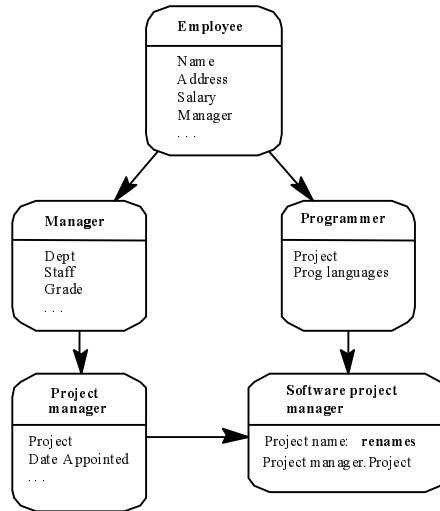 Employee
Name
Address
Salary
Manager
. . .
Manager
Dept
Staff
Grade
. . .
Programmer
Project
Prog languages
Project
manager
Project
Date Appointed
. . .
Software project
manager
Project name: renames
Project manager.Project